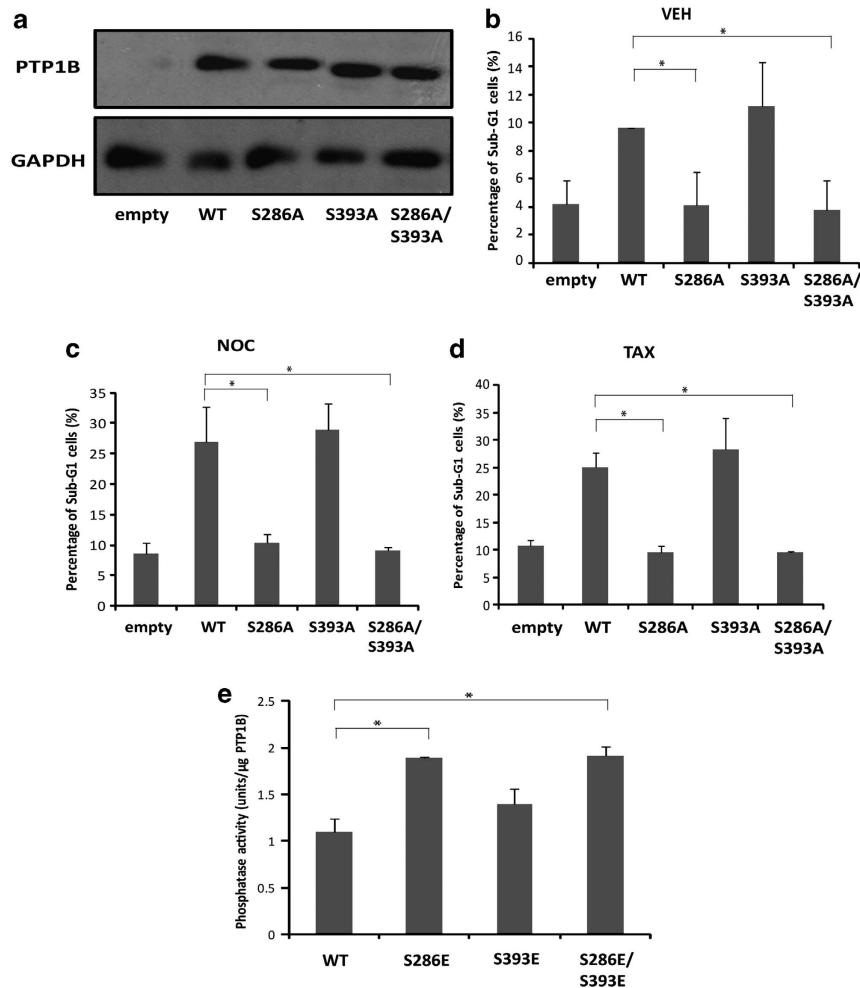 a
PTP1B
GAPDH
empty WT S286A S393A S286A/
S393A
b
VEH
*
*
Percentage of Sub-G1 cells (%)
16
14
12
10
8
6
4
2
0
empty WT S286A S393A S286A/
S393A
c
NOC
*
*
Percentage of Sub-G1 cells (%)
35
30
25
20
15
10
5
0
empty WT S286A S393A S286A/
S393A
d
TAX
*
*
Percentage of Sub-G1 cells (%)
40
35
30
25
20
15
10
5
0
empty WT S286A S393A S286A/
S393A
e
*
*
Phosphatase activity (units/µg PTP1B)
2.5
2
1.5
1
0.5
0
WT S286E S393E S286E/
S393E